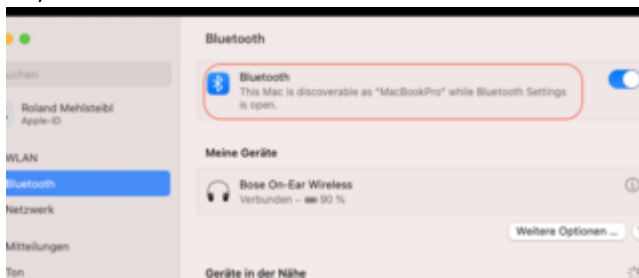 Bluetooth
uchen
Bluetooth
This Mac is discoverable as "MacBookPro" while Bluetooth Settings
is open.
Roland Mehlsteibl
Apple-ID
WLAN
Meine Geräte
Bluetooth
Bose On-Ear Wireless
Verbunden – 90 %
Netzwerk
Weitere Optionen ...
Mitteilungen
Ton
Geräte in der Nähe